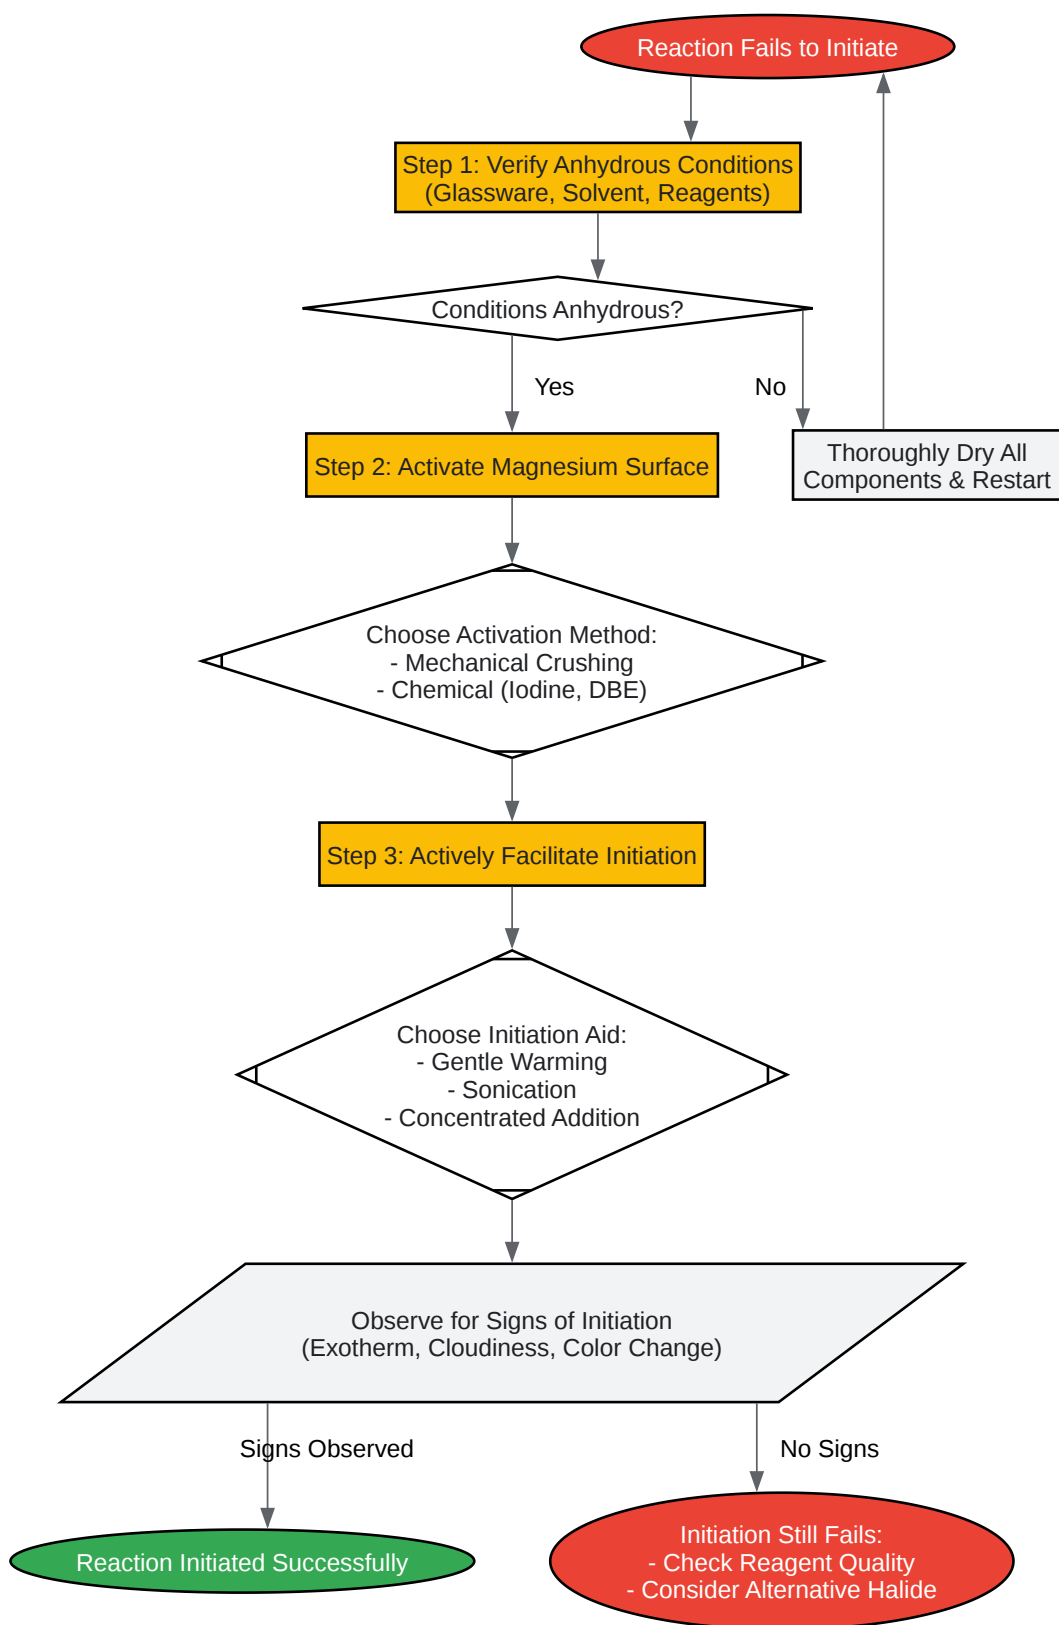 Reaction Fails to Initiate
Step 1: Verify Anhydrous Conditions
(Glassware, Solvent, Reagents)
Conditions Anhydrous?
Yes
No
Step 2: Activate Magnesium Surface
Thoroughly Dry All
Components & Restart
Choose Activation Method:
- Mechanical Crushing
- Chemical (Iodine, DBE)
Step 3: Actively Facilitate Initiation
Choose Initiation Aid:
- Gentle Warming
- Sonication
- Concentrated Addition
Observe for Signs of Initiation
(Exotherm, Cloudiness, Color Change)
Signs Observed
No Signs
Reaction Initiated Successfully
Initiation Still Fails:
- Check Reagent Quality
- Consider Alternative Halide